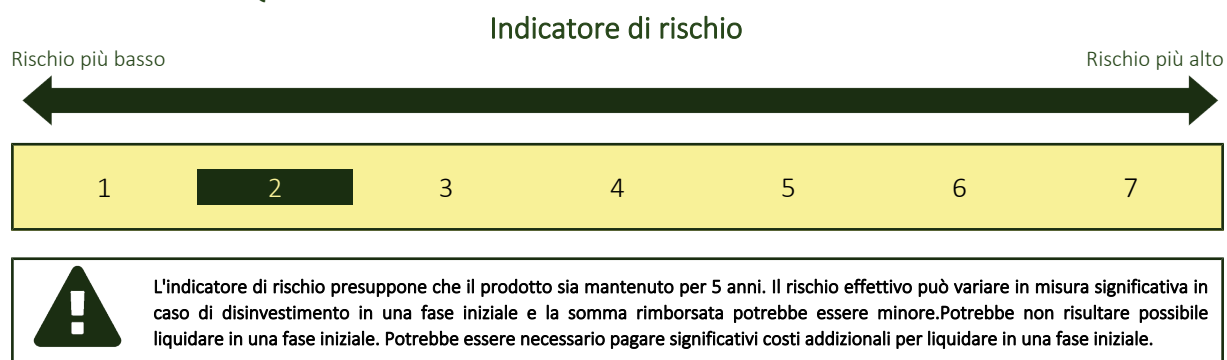 Indicatore di rischio
Rischio più basso
Rischio più alto
1 2 3 4 5 6 7
L'indicatore di rischio presuppone che il prodotto sia mantenuto per 5 anni. Il rischio effettivo può variare in misura significativa in
caso di disinvestimento in una fase iniziale e la somma rimborsata potrebbe essere minore.Potrebbe non risultare possibile
liquidare in una fase iniziale. Potrebbe essere necessario pagare significativi costi addizionali per liquidare in una fase iniziale.